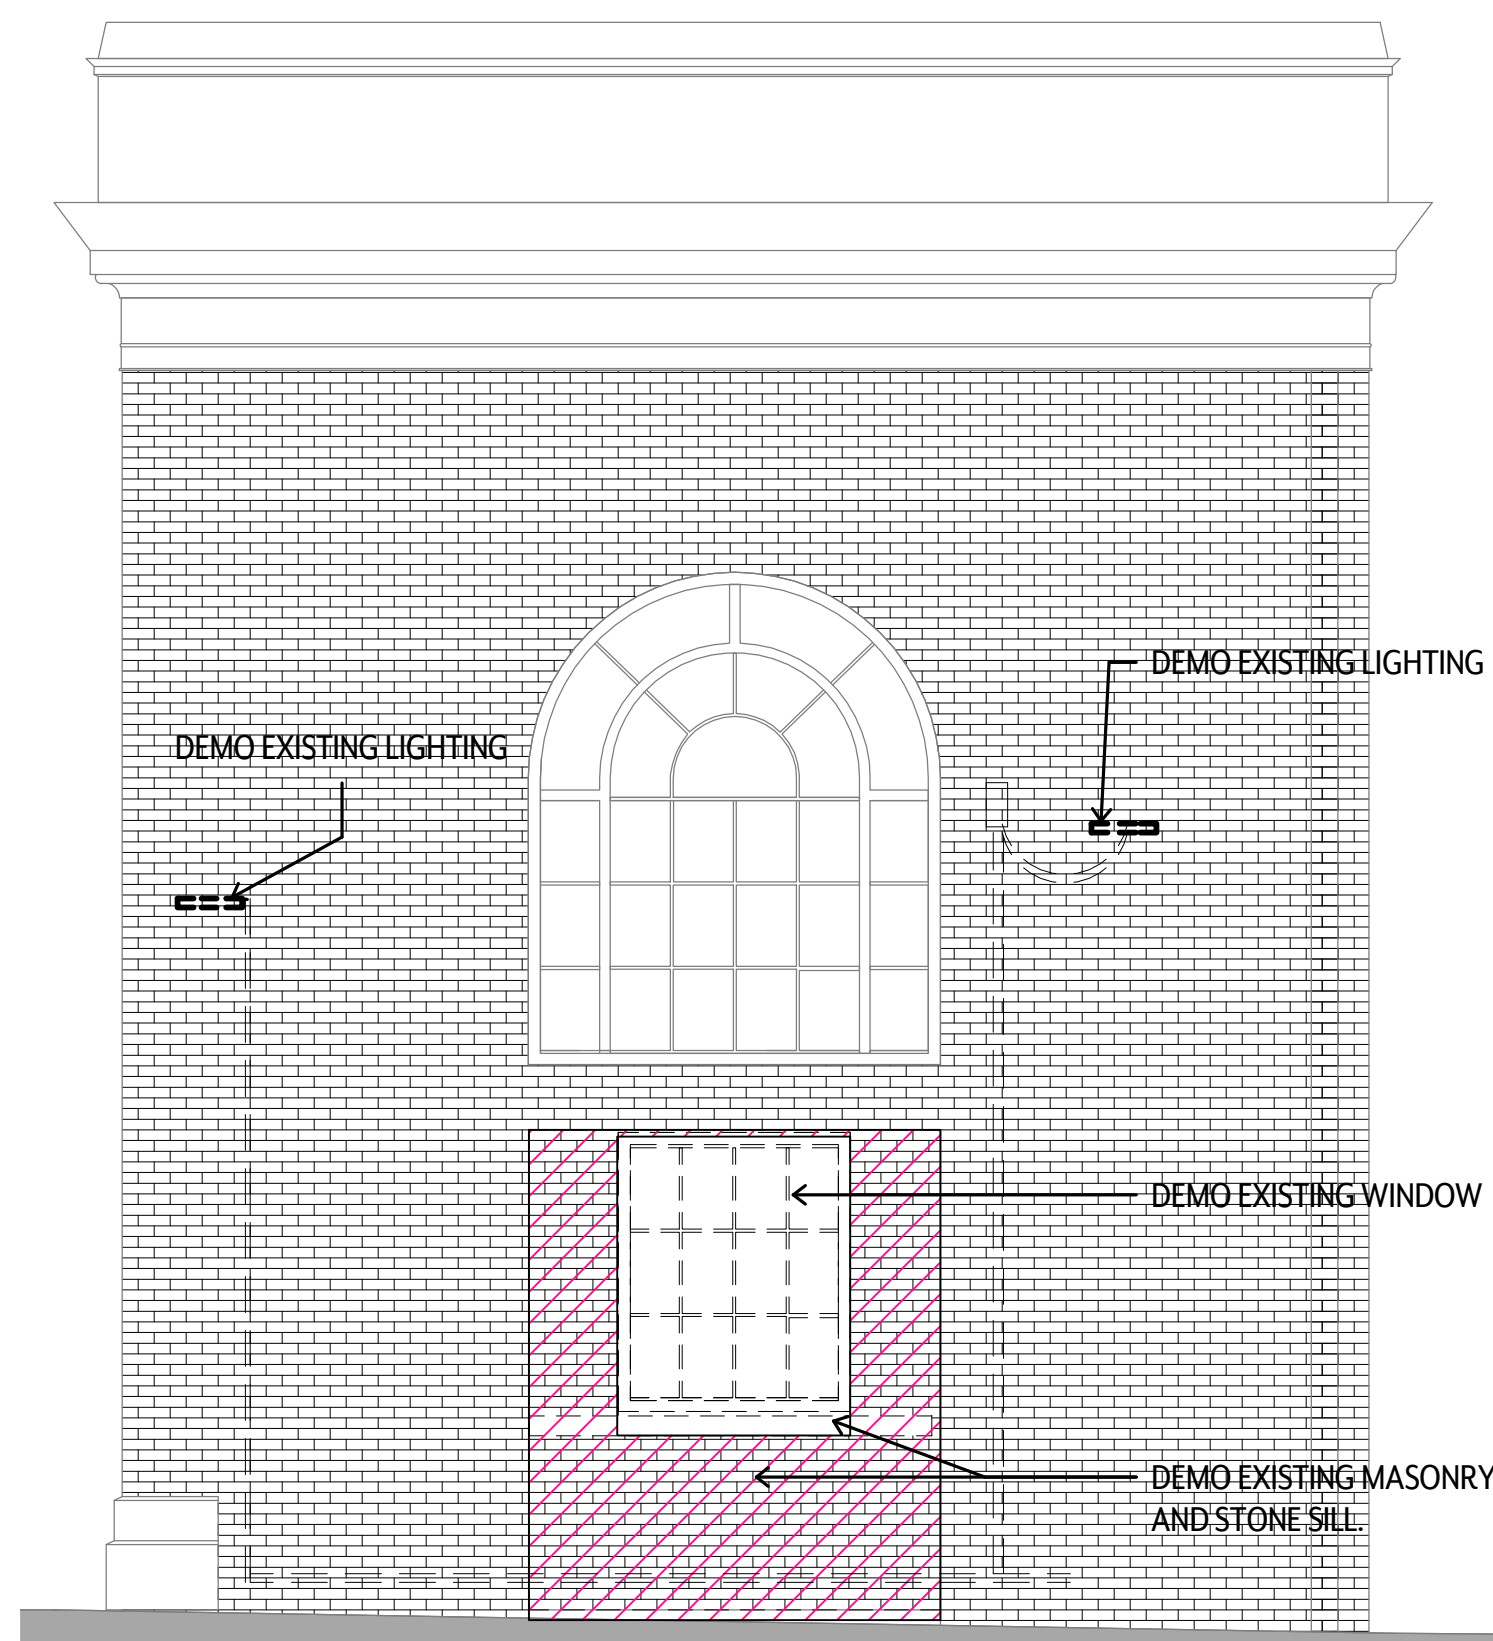 DEMO EXISTING LIGHTING
DEMO EXISTING LIGHTING
DEMO EXISTING WINDOW
DEMO EXISTING MASONRY
AND STONE SILL.